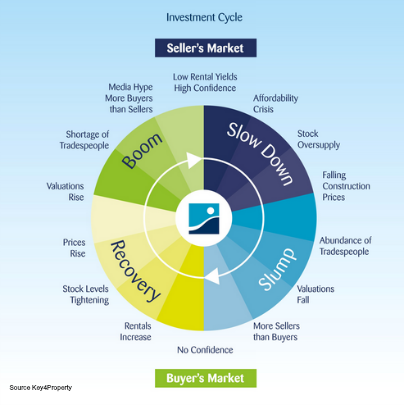 Investment Cycle
Seller's Market
Low Rental Yields
High Confidence
Media Hype
More Buyers
than Sellers
Affordability
Crisis
Shortage of
Tradespeople
Boom
Slow Down
Stock
Oversupply
Valuations
Rise
Falling
Construction
Prices
Prices
Rise
Abundance of
Tradespeople
Recovery
Slump
Stock Levels
Tightening
Valuations
Fall
Rentals
Increase
More Sellers
than Buyers
No Confidence
Buyer's Market
Source Key4Property